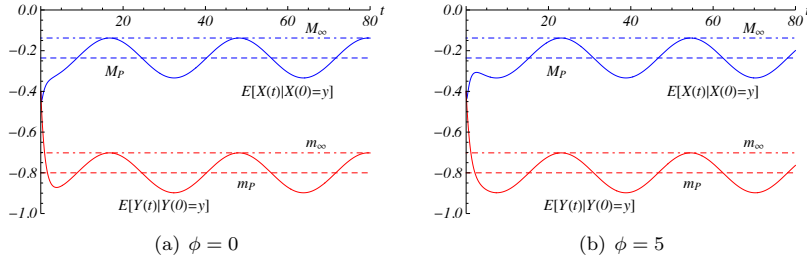 0.0
20
40
60
80
t
M∞
−0.2
M_P
−0.4
E[X(t)|X(0)=y]
−0.6
m∞
−0.8
m_P
E[Y(t)|Y(0)=y]
−1.0
(a) ϕ = 0
0.0
20
40
60
80
t
M∞
−0.2
M_P
−0.4
E[X(t)|X(0)=y]
−0.6
m∞
−0.8
m_P
E[Y(t)|Y(0)=y]
−1.0
(b) ϕ = 5